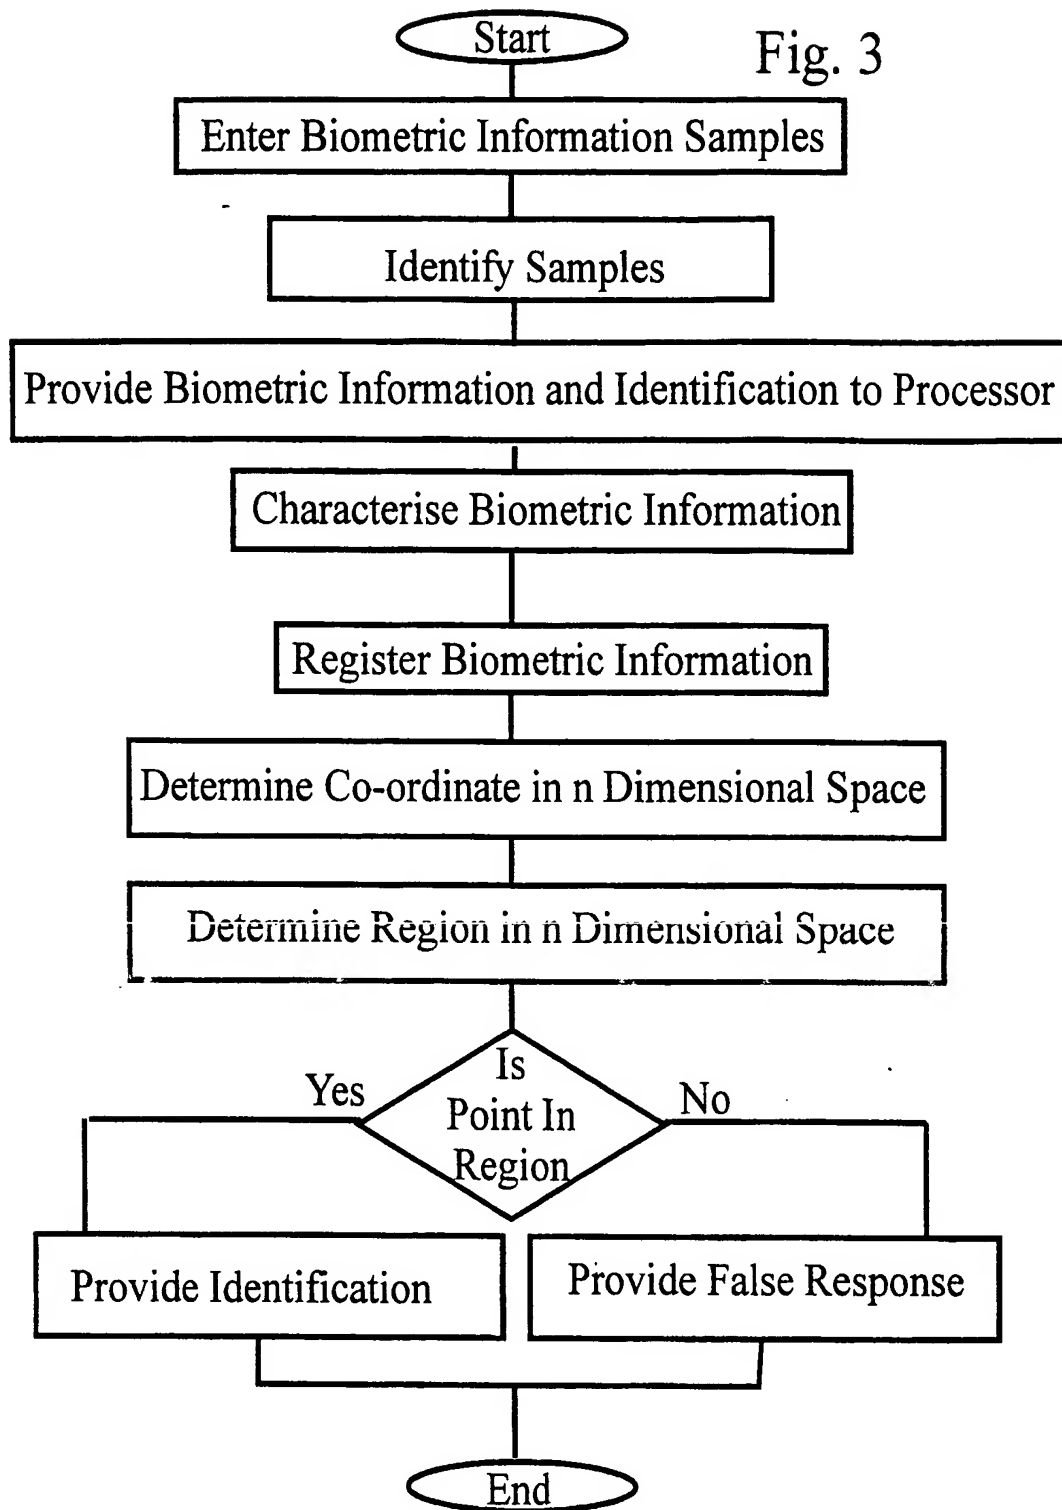 Start
Fig. 3
Enter Biometric Information Samples
Identify Samples
Provide Biometric Information and Identification to Processor
Characterise Biometric Information
Register Biometric Information
Determine Co-ordinate in n Dimensional Space
Determine Region in n Dimensional Space
Is
Point In
Region
Yes
No
Provide Identification
Provide False Response
End